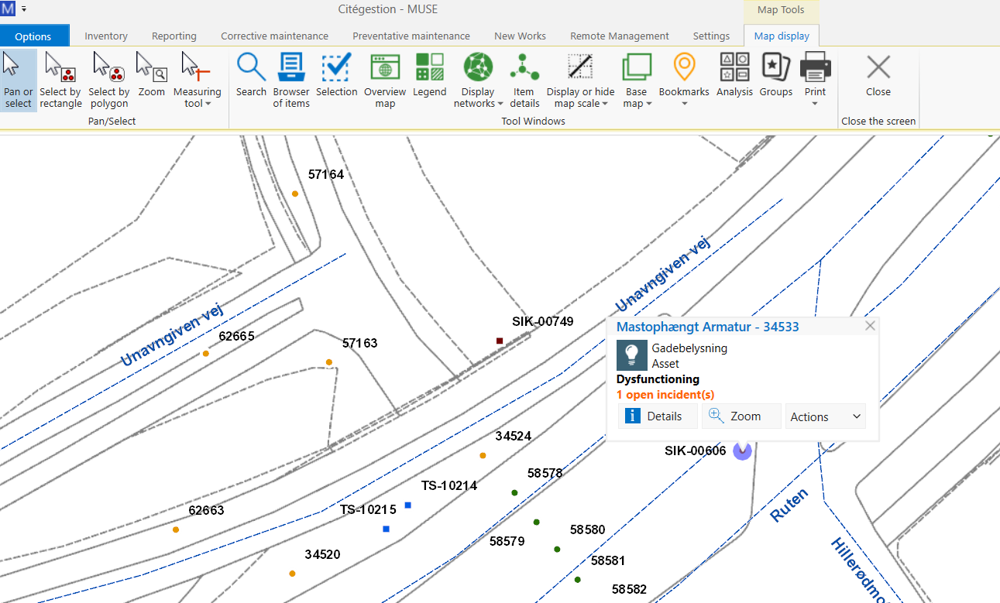 M
Citégestion - MUSE
Map Tools
Options
Inventory
Reporting
Corrective maintenance
Preventative maintenance
New Works
Remote Management
Settings
Map display
Pan or
select
Select by
rectangle
Select by
polygon
Zoom
Measuring
tool
Search
Browser
of items
Selection
Overview
map
Legend
Display
networks
Item
details
Display or hide
map scale
Base
map
Bookmarks
Analysis
Groups
Print
Close
Pan/Select
Tool Windows
Close the screen
57164
Unavngiven vej
Unavngiven vej
62665
57163
SIK-00749
Mastophængt Armatur - 34533
Gadebelysning
Asset
Dysfunctioning
1 open incident(s)
i
Details
Zoom
Actions
34524
SIK-00606
58578
TS-10214
TS-10215
62663
Ruten
58580
58579
34520
58581
58582
Hillerødmo